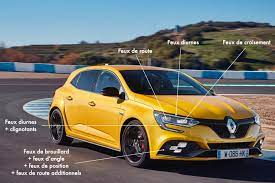 Feux de route
Feux diurnes
Feux de croisement
Feux diurnes
+ clignotants
Feux de brouillard
+ feux d'angle
+ feux de position
+ feux de route additionnels